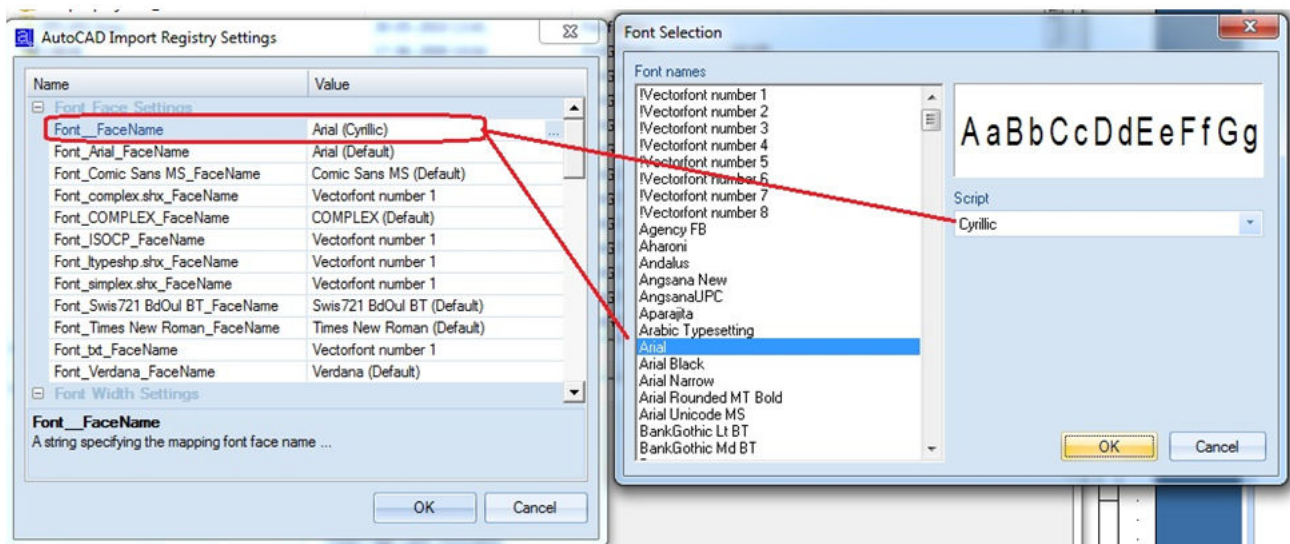 AutoCAD Import Registry Settings
Name Value
Font Face Settings
Font__FaceName Arial (Cyrillic) ...
Font_Arial_FaceName Arial (Default)
Font_Comic Sans MS_FaceName Comic Sans MS (Default)
Font_complex.shx_FaceName Vectorfont number 1
Font_COMPLEX_FaceName COMPLEX (Default)
Font_ISOCP_FaceName Vectorfont number 1
Font_ltypeshp.shx_FaceName Vectorfont number 1
Font_simplex.shx_FaceName Vectorfont number 1
Font_Swis721 BdOul BT_FaceName Swis721 BdOul BT (Default)
Font_Times New Roman_FaceName Times New Roman (Default)
Font_txt_FaceName Vectorfont number 1
Font_Verdana_FaceName Verdana (Default)
Font Width Settings
Font__FaceName
A string specifying the mapping font face name ...
OK Cancel
Font Selection
Font names
!Vectorfont number 1
!Vectorfont number 2
!Vectorfont number 3
!Vectorfont number 4
!Vectorfont number 5
!Vectorfont number 6
!Vectorfont number 7
!Vectorfont number 8
Agency FB
Aharoni
Andalus
Angsana New
AngsanaUPC
Aparajita
Arabic Typesetting
Arial
Arial Black
Arial Narrow
Arial Rounded MT Bold
Arial Unicode MS
BankGothic Lt BT
BankGothic Md BT
AaBbCcDdEeFfGg
Script
Cyrillic
OK Cancel